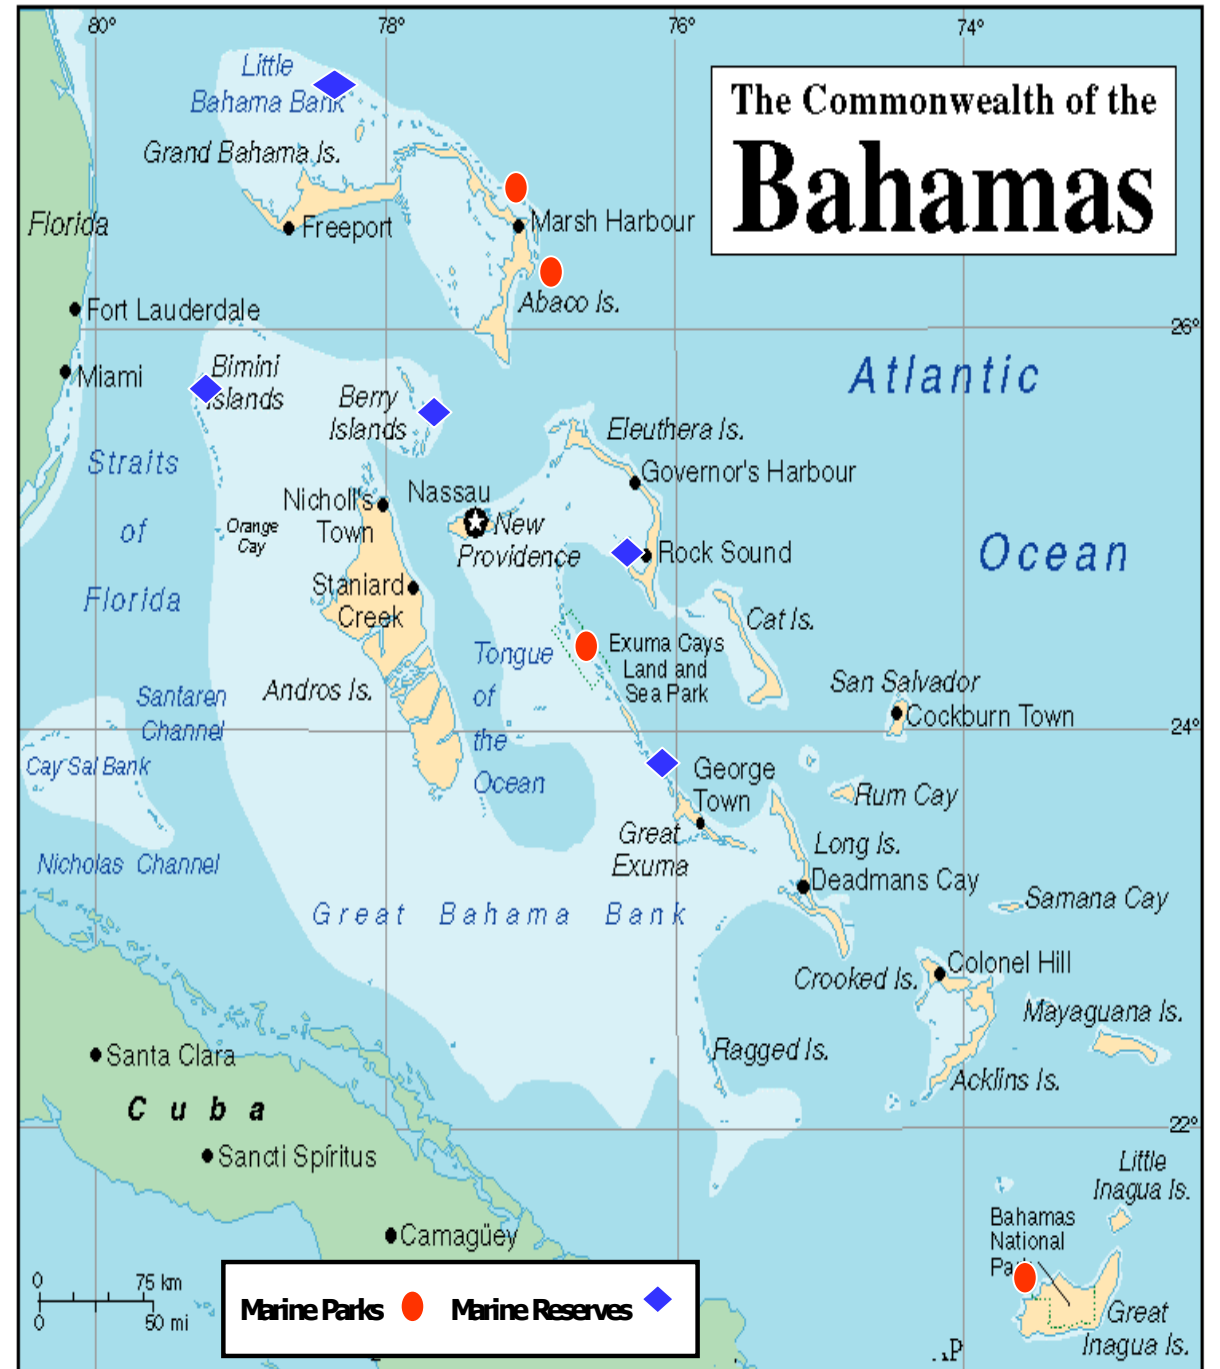 80°
78°
76°
74°
Little
Bahama Bank
The Commonwealth of the
Bahamas
Grand Bahama Is.
Florida
Freeport
Marsh Harbour
Abaco Is.
Fort Lauderdale
26°
Miami
Bimini
Islands
Berry
Islands
Atlantic
Eleuthera Is.
Straits
of
Florida
Governor's Harbour
Nicholl's
Town
Nassau
New
Providence
Orange
Cay
Rock Sound
Ocean
Staniard
Creek
Cat Is.
Tongue
of
the
Ocean
Exuma Cays
Land and
Sea Park
Andros Is.
San Salvador
Cockburn Town
Santaren
Channel
24°
Cay Sal Bank
George
Town
Rum Cay
Great
Exuma
Long Is.
Nicholas Channel
Deadmans Cay
Samana Cay
Great Bahama Bank
Colonel Hill
Crooked Is.
Mayaguana Is.
Ragged Is.
Acklins Is.
Santa Clara
Cuba
22°
Sancti Spíritus
Little
Inagua Is.
Bahamas
National
Camagüey
0 75 km
0 50 mi
Marine Parks Marine Reserves
Great
Inagua Is.